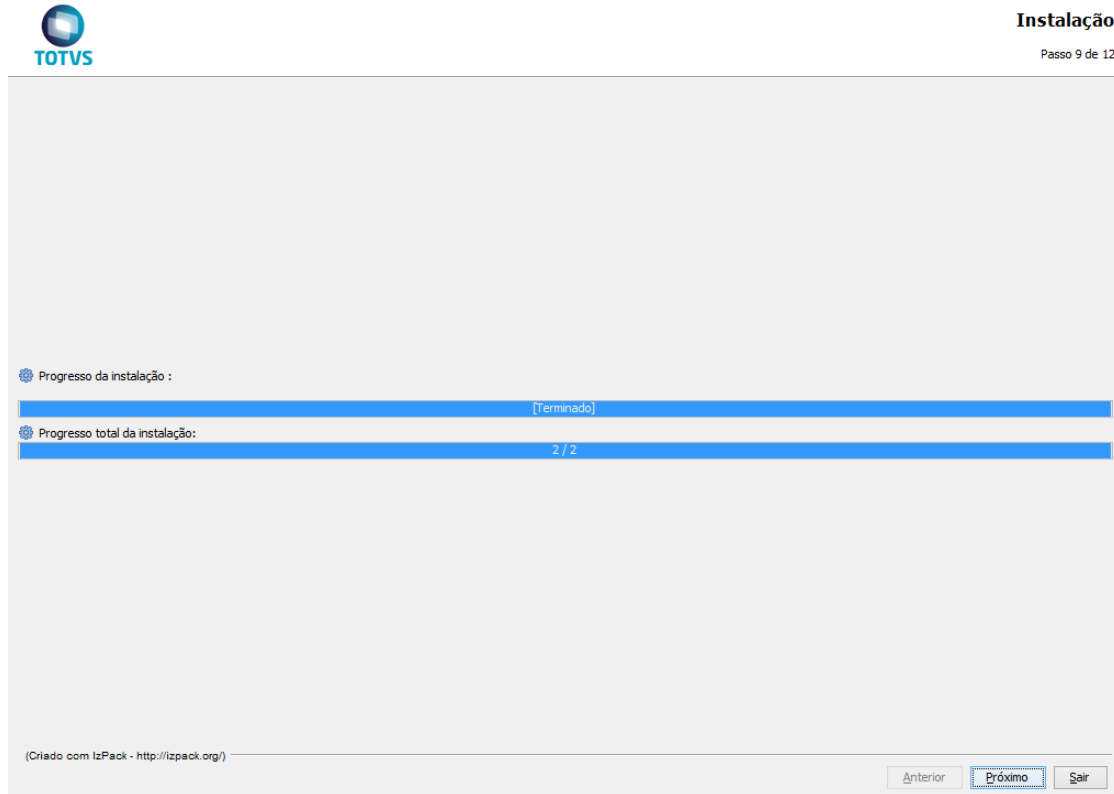 TOTVS
Instalação
Passo 9 de 12
Progresso da instalação :
[Terminado]
Progresso total da instalação:
2 / 2
(Criado com IzPack - http://izpack.org/)
Anterior Próximo Sair